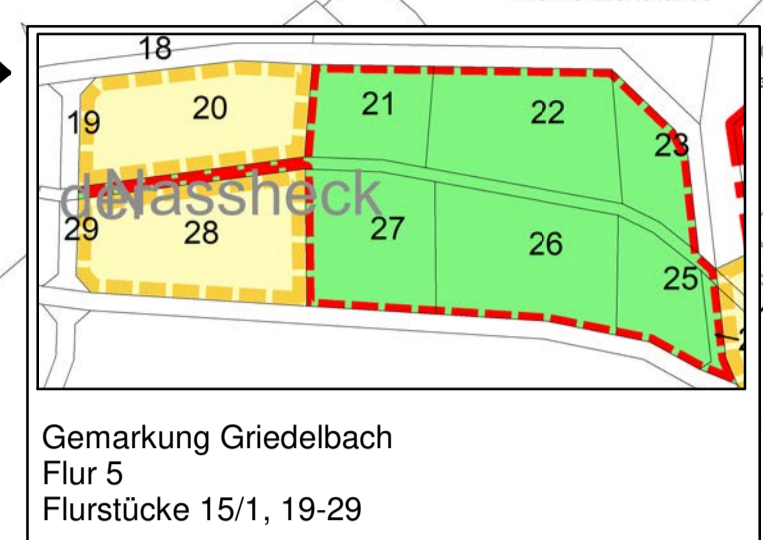 18
19
20
21
22
23
der Nassheck
29
28
27
26
25
Gemarkung Griedelbach
Flur 5
Flurstücke 15/1, 19-29